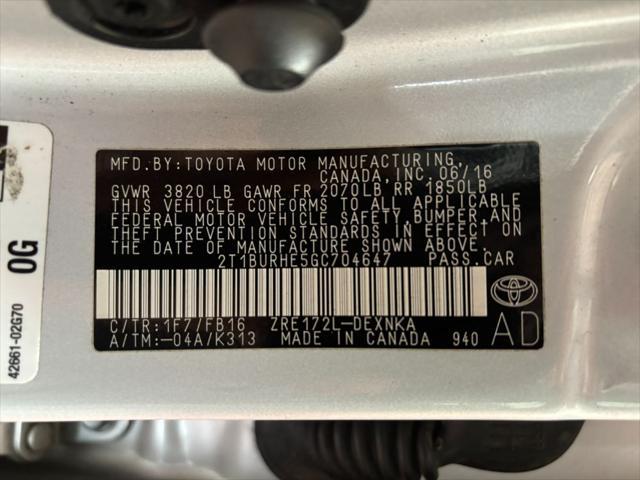 MFD. BY: TOYOTA MOTOR MANUFACTURING,
CANADA, INC. 06/16
GVWR 3820 LB GAWR FR 2070LB RR 1850LB
THIS VEHICLE CONFORMS TO ALL APPLICABLE
FEDERAL MOTOR VEHICLE SAFETY, BUMPER, AND
THEFT PREVENTION STANDARDS IN EFFECT ON
THE DATE OF MANUFACTURE SHOWN ABOVE.
2T1BURHE5GC704647 PASS. CAR
C/TR: 1F7/FB16 ZRE172L-DEXNKA
A/TM: -04A/K313 MADE IN CANADA 940
AD
0G
42661-02G70